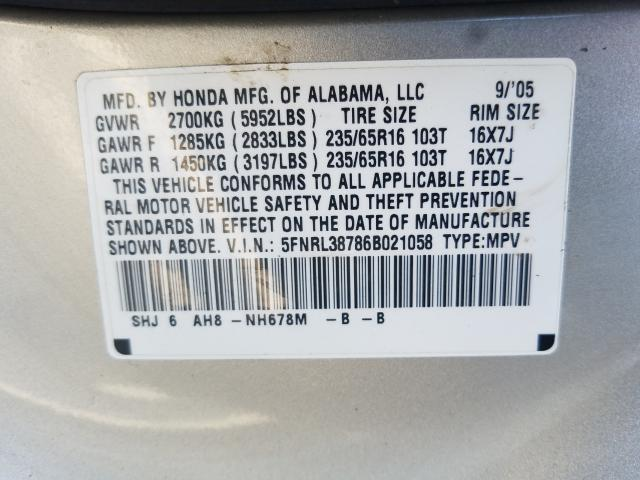 MFD. BY HONDA MFG. OF ALABAMA, LLC 9/'05
GVWR 2700KG (5952LBS) TIRE SIZE RIM SIZE
GAWR F 1285KG (2833LBS) 235/65R16 103T 16X7J
GAWR R 1450KG (3197LBS) 235/65R16 103T 16X7J
THIS VEHICLE CONFORMS TO ALL APPLICABLE FEDE-
RAL MOTOR VEHICLE SAFETY AND THEFT PREVENTION
STANDARDS IN EFFECT ON THE DATE OF MANUFACTURE
SHOWN ABOVE. V.I.N.: 5FNRL38786B021058 TYPE:MPV
SHJ 6 AH8 -NH678M -B -B